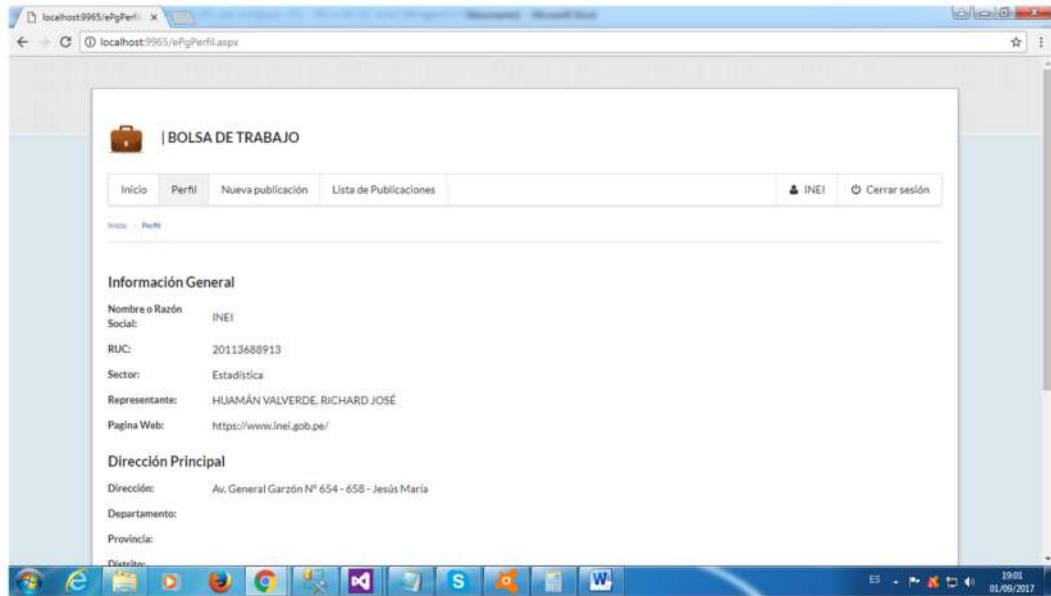 localhost:9965/ePgPerfi
localhost:9965/ePgPerfil.aspx
| BOLSA DE TRABAJO
Inicio Perfil Nueva publicación Lista de Publicaciones INEI Cerrar sesión
Inicio Perfil
Información General
Nombre o Razón Social: INEI
RUC: 20113688913
Sector: Estadística
Representante: HUAMÁN VALVERDE, RICHARD JOSÉ
Pagina Web: https://www.inei.gob.pe/
Dirección Principal
Dirección: Av. General Garzón Nº 654 - 658 - Jesús María
Departamento:
Provincia:
Distrito:
ES 19:01
01/09/2017